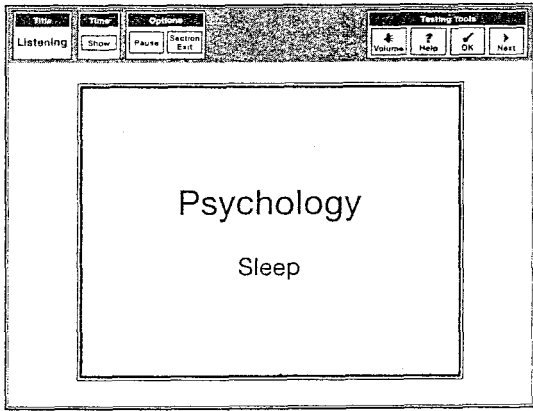 Title Time Options Testing Tools
Listening Show Pause Section Exit Volume Help OK Next
Psychology
Sleep